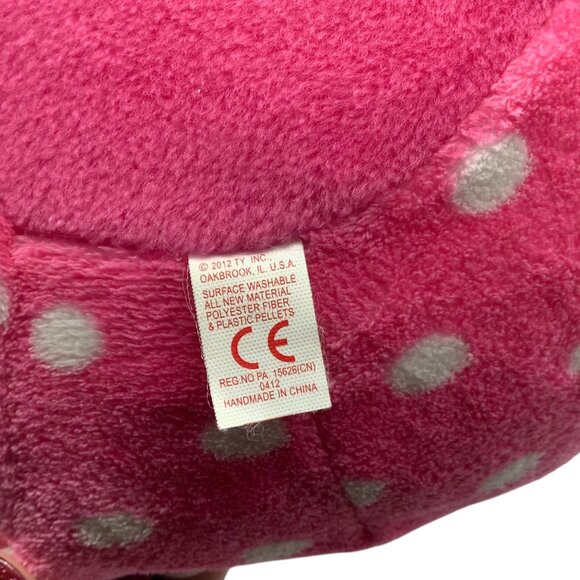 © 2012 TY INC.,
OAKBROOK, IL. U.S.A.
SURFACE WASHABLE
ALL NEW MATERIAL
POLYESTER FIBER
& PLASTIC PELLETS
CE
REG.NO PA. 15626(CN)
0412
HANDMADE IN CHINA